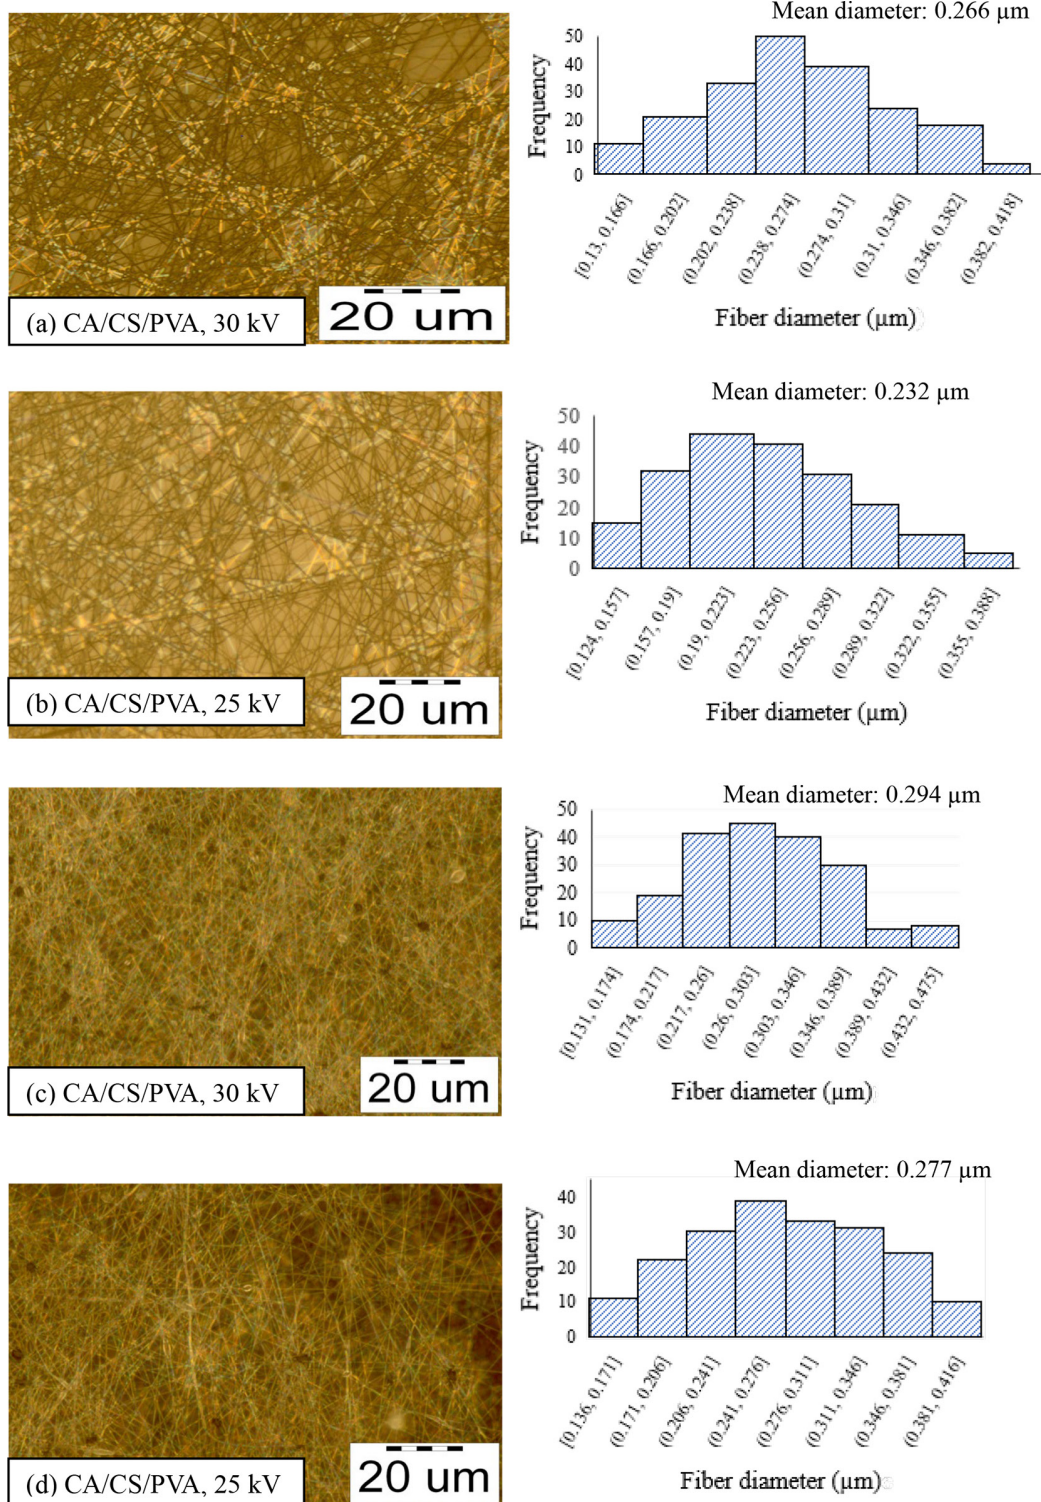 Mean diameter: 0.266 µm
50
40
30
20
10
0
Frequency
[0.13, 0.166]
(0.166, 0.202]
(0.202, 0.238]
(0.238, 0.274]
(0.274, 0.31]
(0.31, 0.346]
(0.346, 0.382]
(0.382, 0.418]
Fiber diameter (µm)
(a) CA/CS/PVA, 30 kV
20 um
Mean diameter: 0.232 µm
50
40
30
20
10
0
Frequency
[0.124, 0.157]
(0.157, 0.19]
(0.19, 0.223]
(0.223, 0.256]
(0.256, 0.289]
(0.289, 0.322]
(0.322, 0.355]
(0.355, 0.388]
Fiber diameter (µm)
(b) CA/CS/PVA, 25 kV
20 um
Mean diameter: 0.294 µm
50
40
30
20
10
0
Frequency
[0.131, 0.174]
(0.174, 0.217]
(0.217, 0.26]
(0.26, 0.303]
(0.303, 0.346]
(0.346, 0.389]
(0.389, 0.432]
(0.432, 0.475]
Fiber diameter (µm)
(c) CA/CS/PVA, 30 kV
20 um
Mean diameter: 0.277 µm
40
30
20
10
0
Frequency
[0.136, 0.171]
(0.171, 0.206]
(0.206, 0.241]
(0.241, 0.276]
(0.276, 0.311]
(0.311, 0.346]
(0.346, 0.381]
(0.381, 0.416]
Fiber diameter (µm)
(d) CA/CS/PVA, 25 kV
20 um